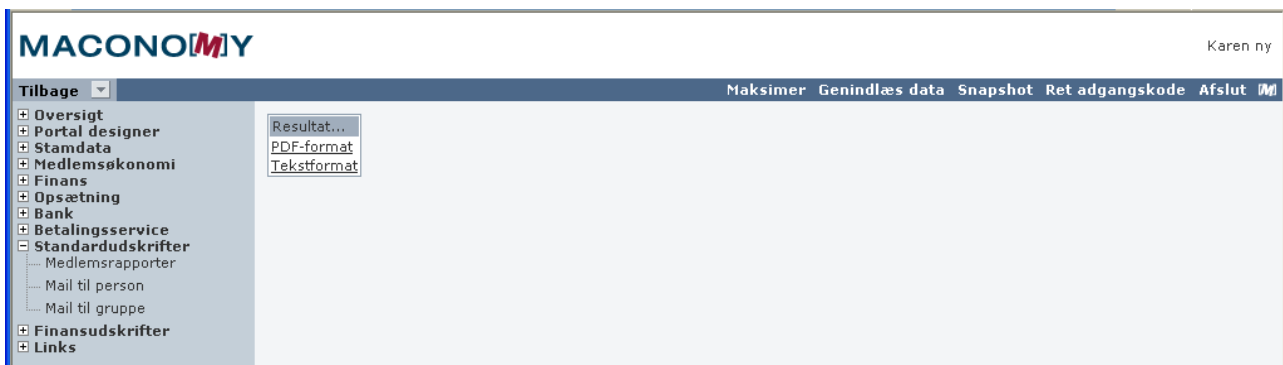 MACONO[M]Y
Karen ny
Tilbage
Maksimer Genindlæs data Snapshot Ret adgangskode Afslut [M]
Oversigt
Portal designer
Stamdata
Medlemsøkonomi
Finans
Opsætning
Bank
Betalingsservice
Standardudskrifter
Medlemsrapporter
Mail til person
Mail til gruppe
Finansudskrifter
Links
Resultat...
PDF-format
Tekstformat